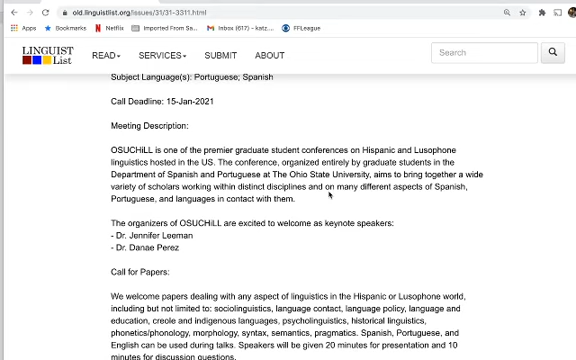 old.linguistlist.org/issues/31/31-3311.html
Apps Bookmarks Netflix Imported From Sa... Inbox (617) - katz... FFLeague
LINGUIST List READ SERVICES SUBMIT ABOUT Search
Subject Language(s): Portuguese; Spanish
Call Deadline: 15-Jan-2021
Meeting Description:
OSUCHiLL is one of the premier graduate student conferences on Hispanic and Lusophone
linguistics hosted in the US. The conference, organized entirely by graduate students in the
Department of Spanish and Portuguese at The Ohio State University, aims to bring together a wide
variety of scholars working within distinct disciplines and on many different aspects of Spanish,
Portuguese, and languages in contact with them.
The organizers of OSUCHiLL are excited to welcome as keynote speakers:
- Dr. Jennifer Leeman
- Dr. Danae Perez
Call for Papers:
We welcome papers dealing with any aspect of linguistics in the Hispanic or Lusophone world,
including but not limited to: sociolinguistics, language contact, language policy, language and
education, creole and indigenous languages, psycholinguistics, historical linguistics,
phonetics/phonology, morphology, syntax, semantics, pragmatics. Spanish, Portuguese, and
English can be used during talks. Speakers will be given 20 minutes for presentation and 10
minutes for discussion questions.